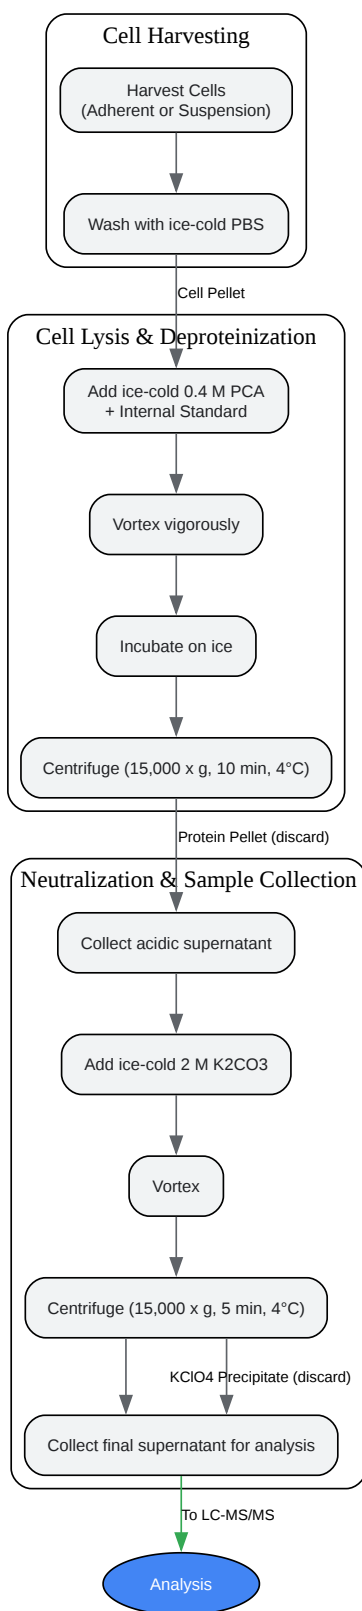 Cell Harvesting
Harvest Cells
(Adherent or Suspension)
Wash with ice-cold PBS
Cell Pellet
Cell Lysis & Deproteinization
Add ice-cold 0.4 M PCA
+ Internal Standard
Vortex vigorously
Incubate on ice
Centrifuge (15,000 x g, 10 min, 4°C)
Protein Pellet (discard)
Neutralization & Sample Collection
Collect acidic supernatant
Add ice-cold 2 M K2CO3
Vortex
Centrifuge (15,000 x g, 5 min, 4°C)
KClO4 Precipitate (discard)
Collect final supernatant for analysis
To LC-MS/MS
Analysis